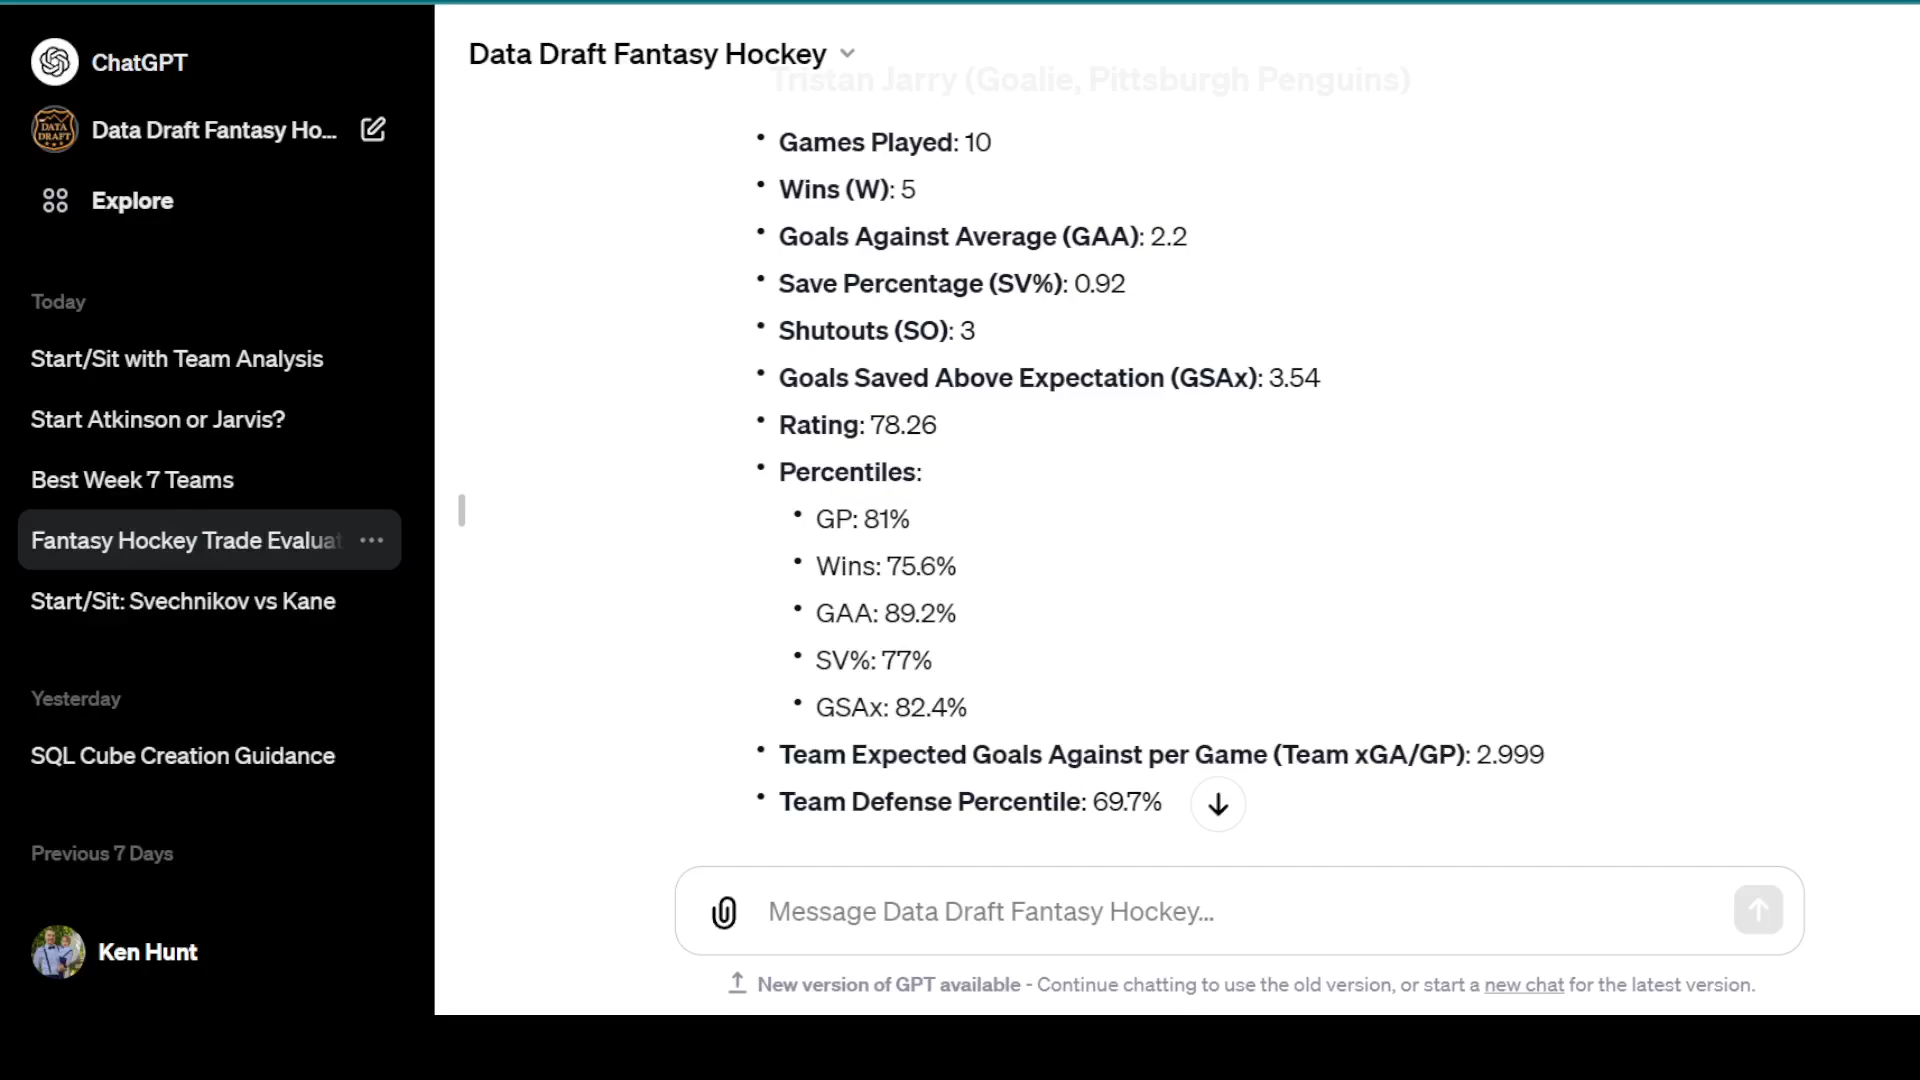 ChatGPT
DATA
DRAFT
Data Draft Fantasy Ho...
Explore
Today
Start/Sit with Team Analysis
Start Atkinson or Jarvis?
Best Week 7 Teams
Fantasy Hockey Trade Evaluat
Start/Sit: Svechnikov vs Kane
Yesterday
SQL Cube Creation Guidance
Previous 7 Days
Ken Hunt
Data Draft Fantasy Hockey
Tristan Jarry (Goalie, Pittsburgh Penguins)
• Games Played: 10
• Wins (W): 5
• Goals Against Average (GAA): 2.2
• Save Percentage (SV%): 0.92
• Shutouts (SO): 3
• Goals Saved Above Expectation (GSAx): 3.54
• Rating: 78.26
• Percentiles:
• GP: 81%
• Wins: 75.6%
• GAA: 89.2%
• SV%: 77%
• GSAx: 82.4%
• Team Expected Goals Against per Game (Team xGA/GP): 2.999
• Team Defense Percentile: 69.7%
Message Data Draft Fantasy Hockey...
New version of GPT available - Continue chatting to use the old version, or start a new chat for the latest version.